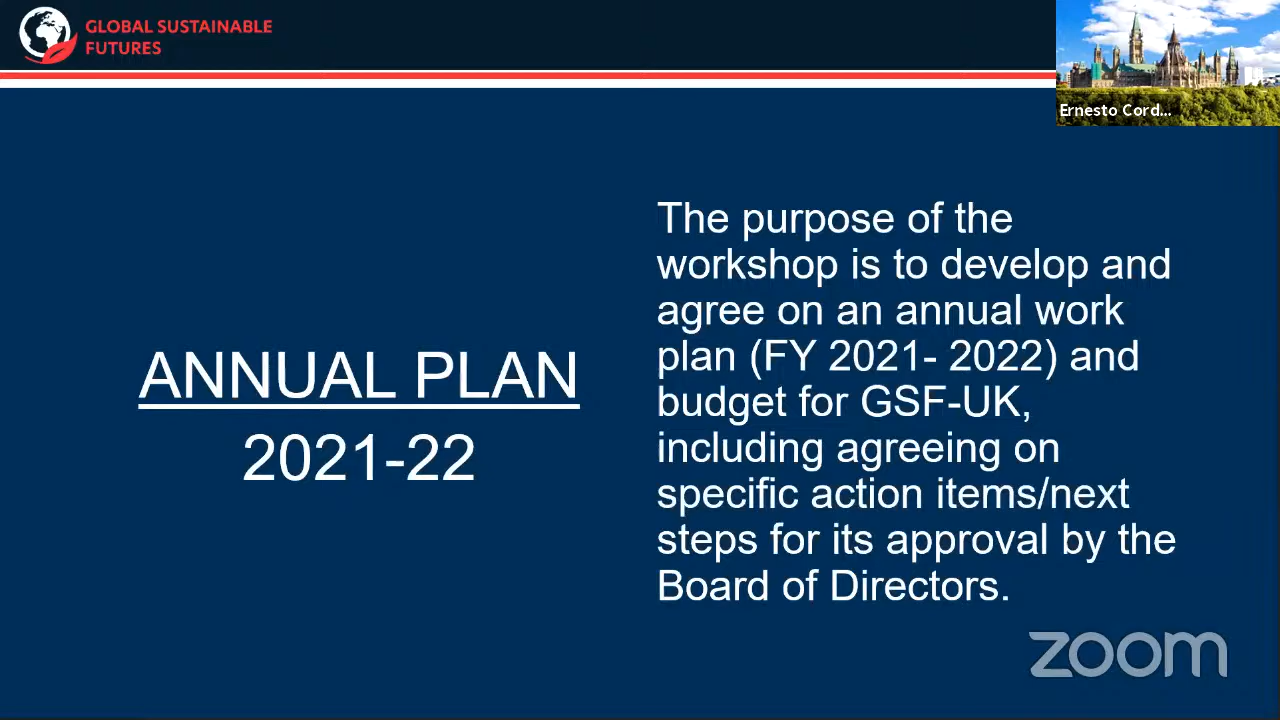 GLOBAL SUSTAINABLE
FUTURES
Ernesto Cord...
ANNUAL PLAN
2021-22
The purpose of the
workshop is to develop and
agree on an annual work
plan (FY 2021- 2022) and
budget for GSF-UK,
including agreeing on
specific action items/next
steps for its approval by the
Board of Directors.
zoom